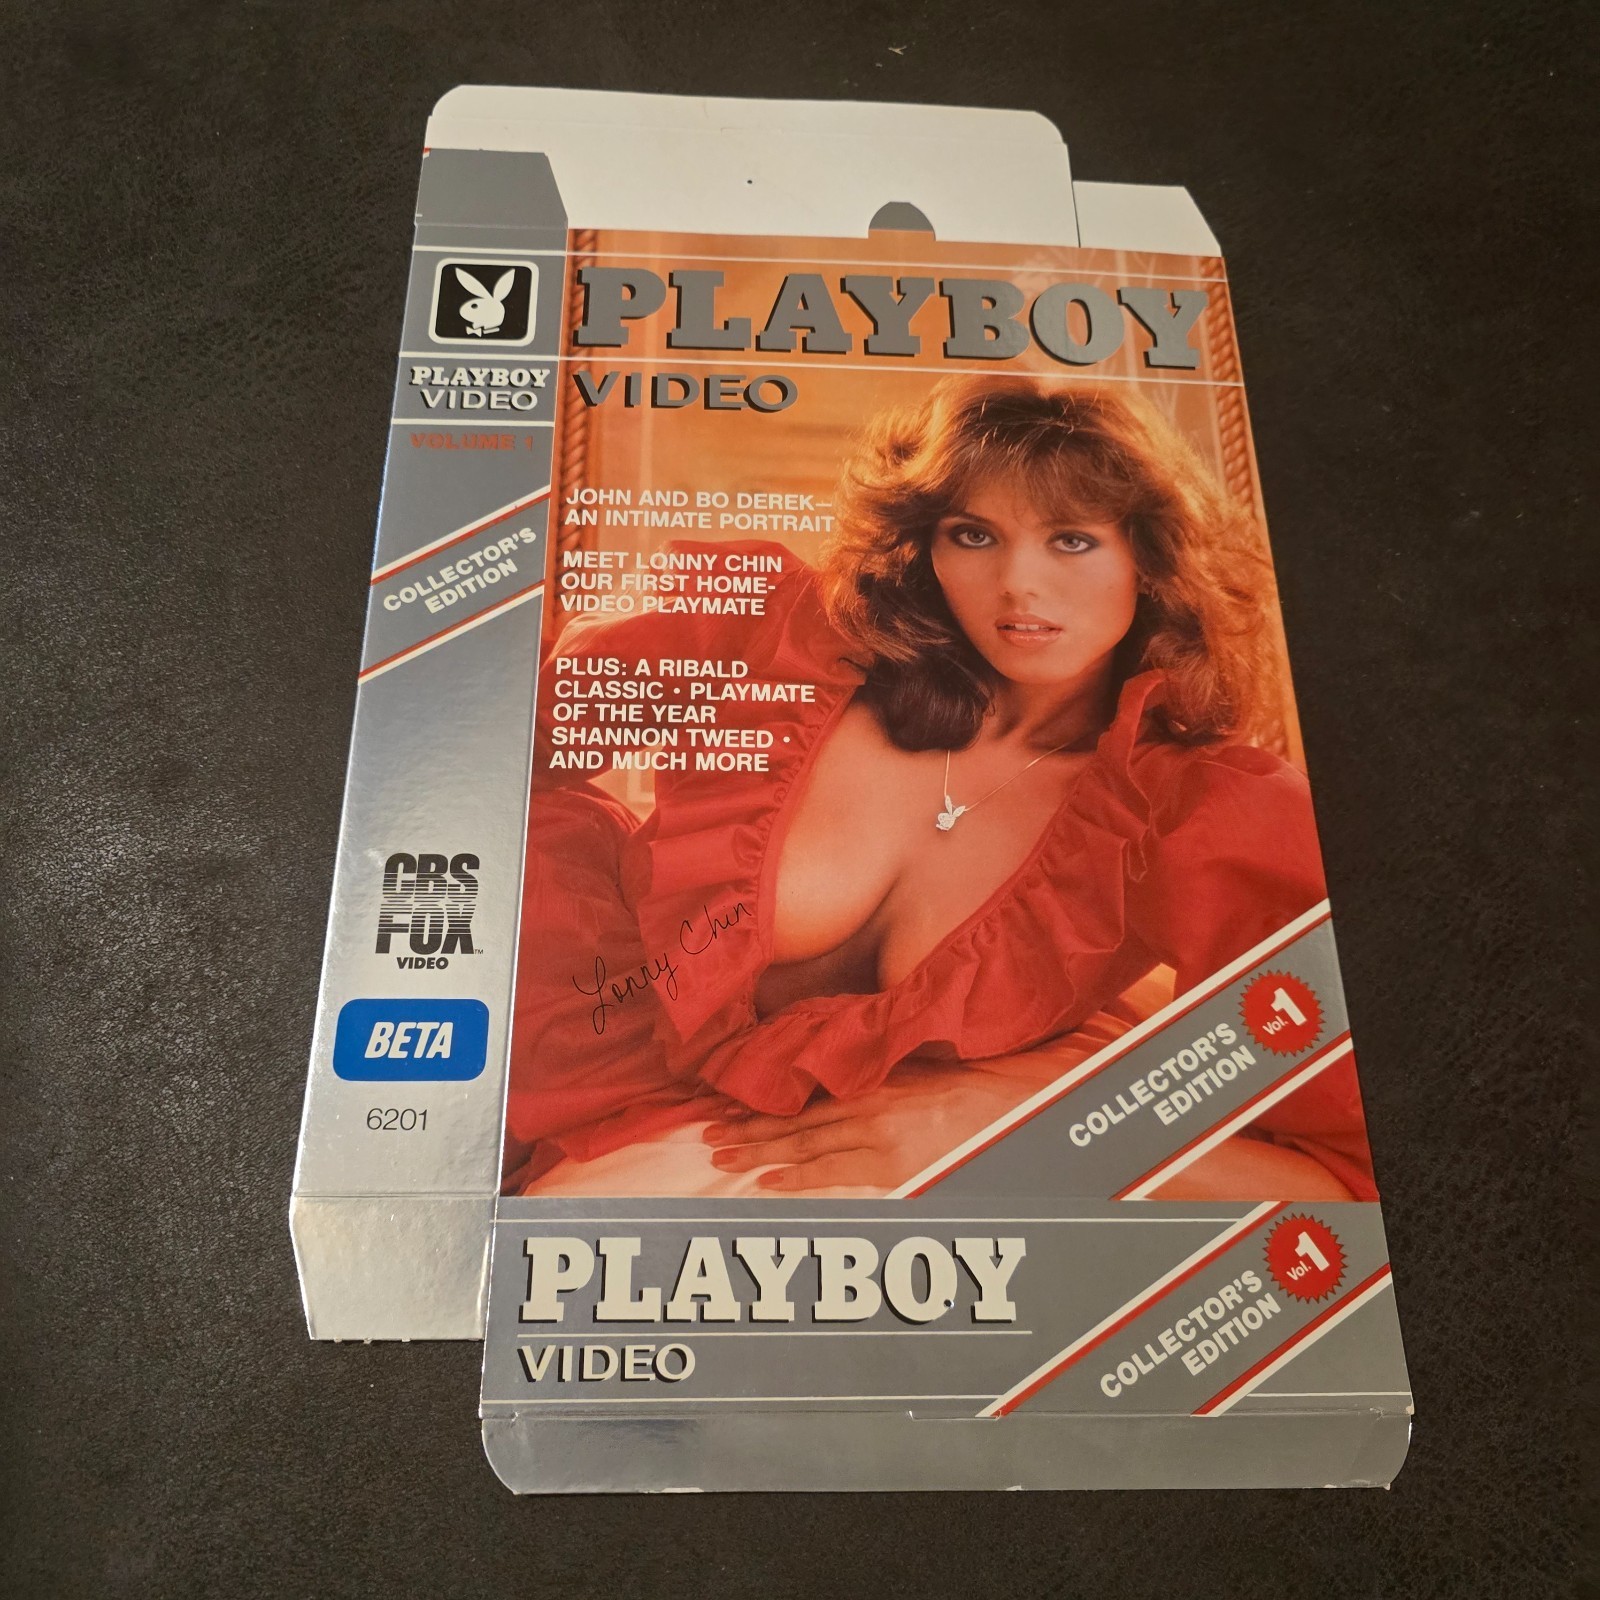 PLAYBOY
VIDEO
VOLUME 1
COLLECTOR'S
EDITION
CBS
FOX
VIDEO
BETA
6201
PLAYBOY
VIDEO
JOHN AND BO DEREK—
AN INTIMATE PORTRAIT
MEET LONNY CHIN
OUR FIRST HOME-
VIDEO PLAYMATE
PLUS: A RIBALD
CLASSIC • PLAYMATE
OF THE YEAR
SHANNON TWEED •
AND MUCH MORE
Lonny Chin
Vol. 1
COLLECTOR'S
EDITION
PLAYBOY
VIDEO
Vol. 1
COLLECTOR'S
EDITION